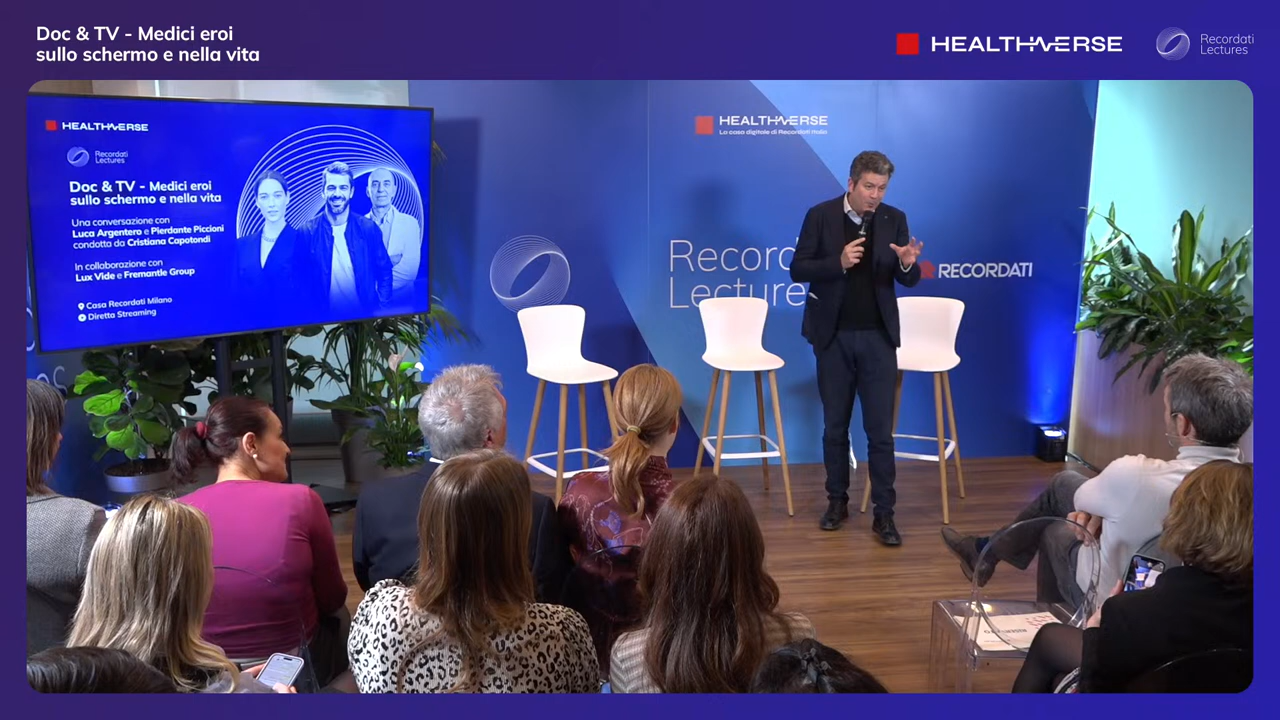 Doc & TV - Medici eroi
sullo schermo e nella vita
HEALTHVERSE
Recordati
Lectures
HEALTHVERSE
Recordati
Lectures
Doc & TV - Medici eroi
sullo schermo e nella vita
Una conversazione con
Luca Argentero e Pierdante Piccioni
condotta da Cristiana Capotondi
In collaborazione con
Lux Vide e Fremantle Group
Casa Recordati Milano
Diretta Streaming
HEALTHVERSE
La casa digitale di Recordati Italia
Record
Lecture
RECORDATI